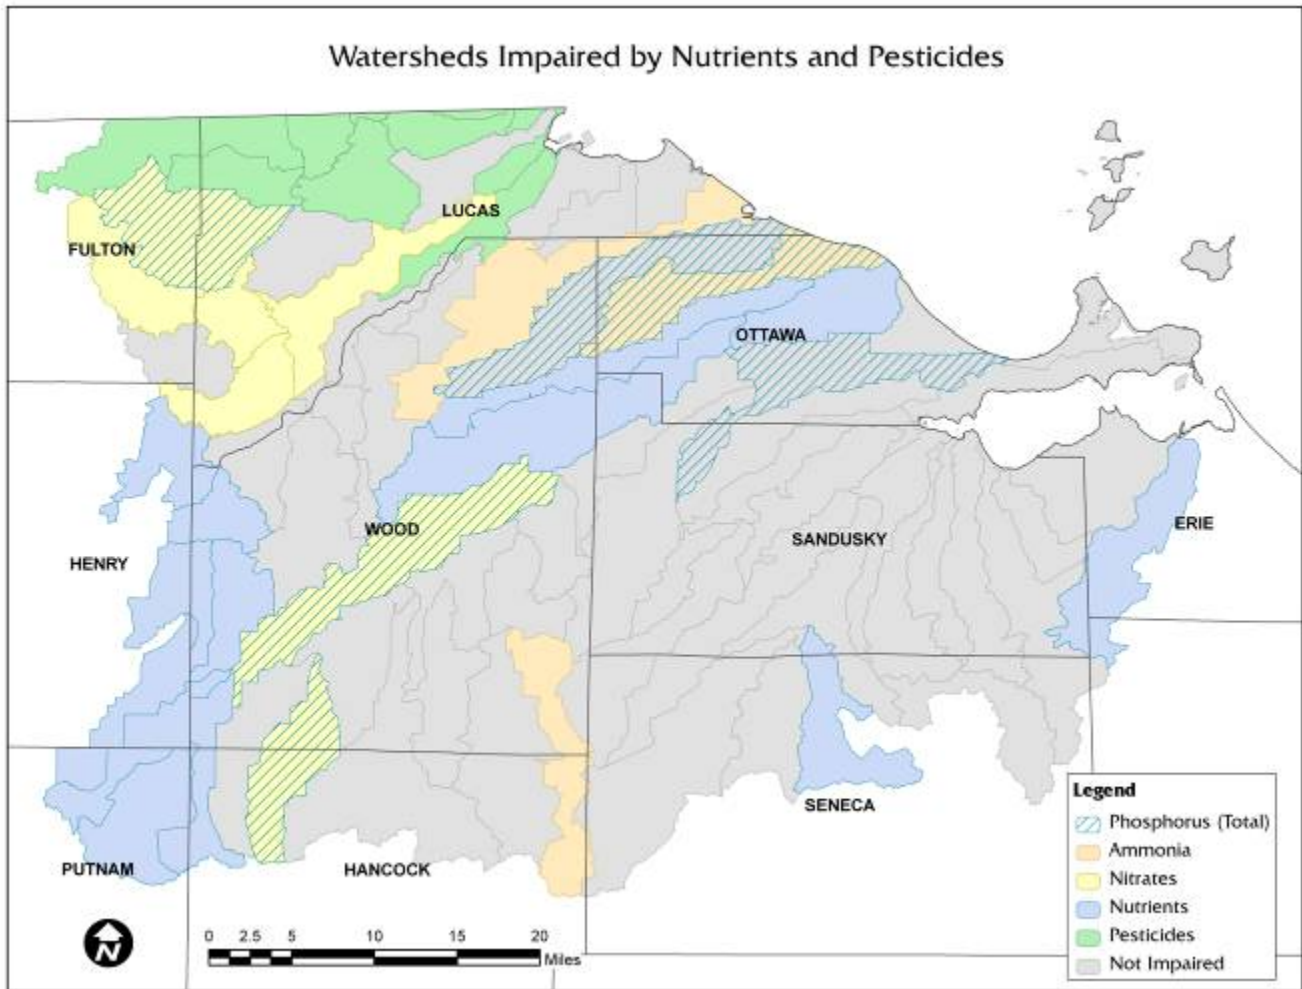 Watersheds Impaired by Nutrients and Pesticides
LUCAS
FULTON
OTTAWA
WOOD
ERIE
SANDUSKY
HENRY
SENECA
PUTNAM
HANCOCK
N
0 2.5 5 10 15 20
Miles
Legend
Phosphorus (Total)
Ammonia
Nitrates
Nutrients
Pesticides
Not Impaired